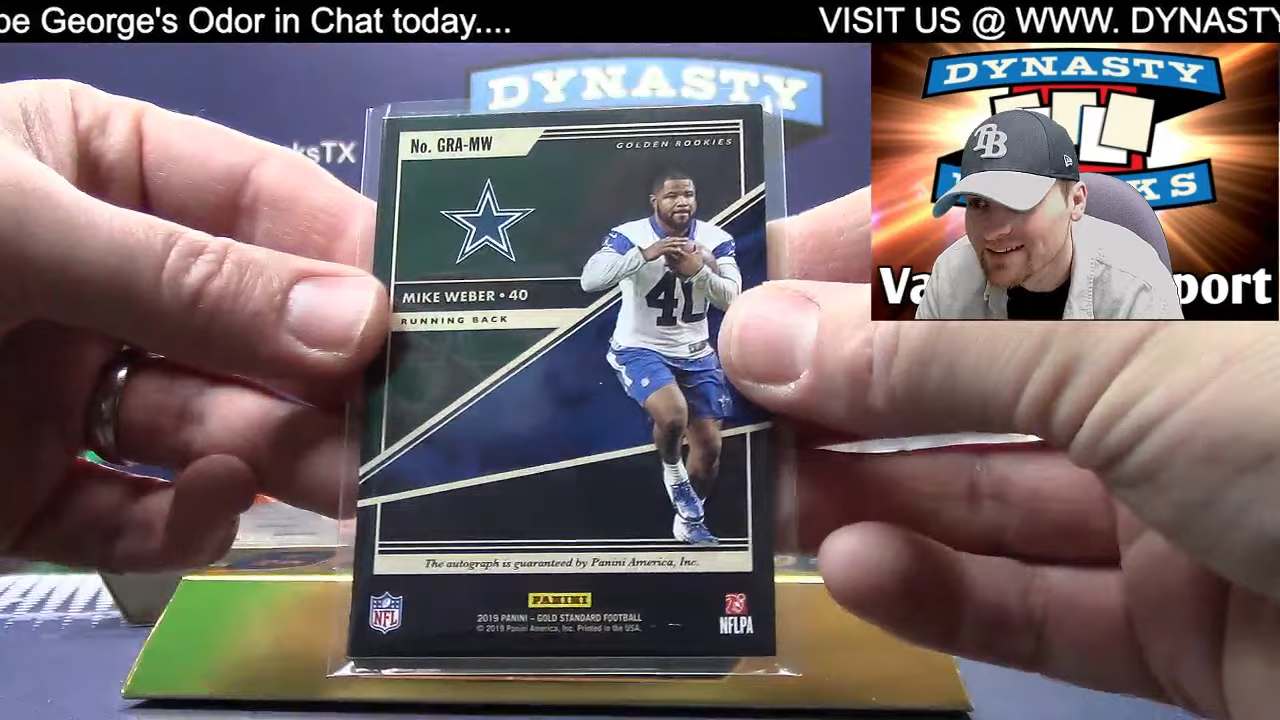 be George's Odor in Chat today....
VISIT US @ WWW. DYNASTY
DYNASTY
ksTX
No. GRA-MW
GOLDEN ROOKIES
MIKE WEBER • 40
RUNNING BACK
40
The autograph is guaranteed by Panini America, Inc.
PANINI
NFL
2019 PANINI – GOLD STANDARD FOOTBALL
© 2019 Panini America, Inc. Printed in the USA.
NFLPA
DYNASTY
TB
KS
Va
port